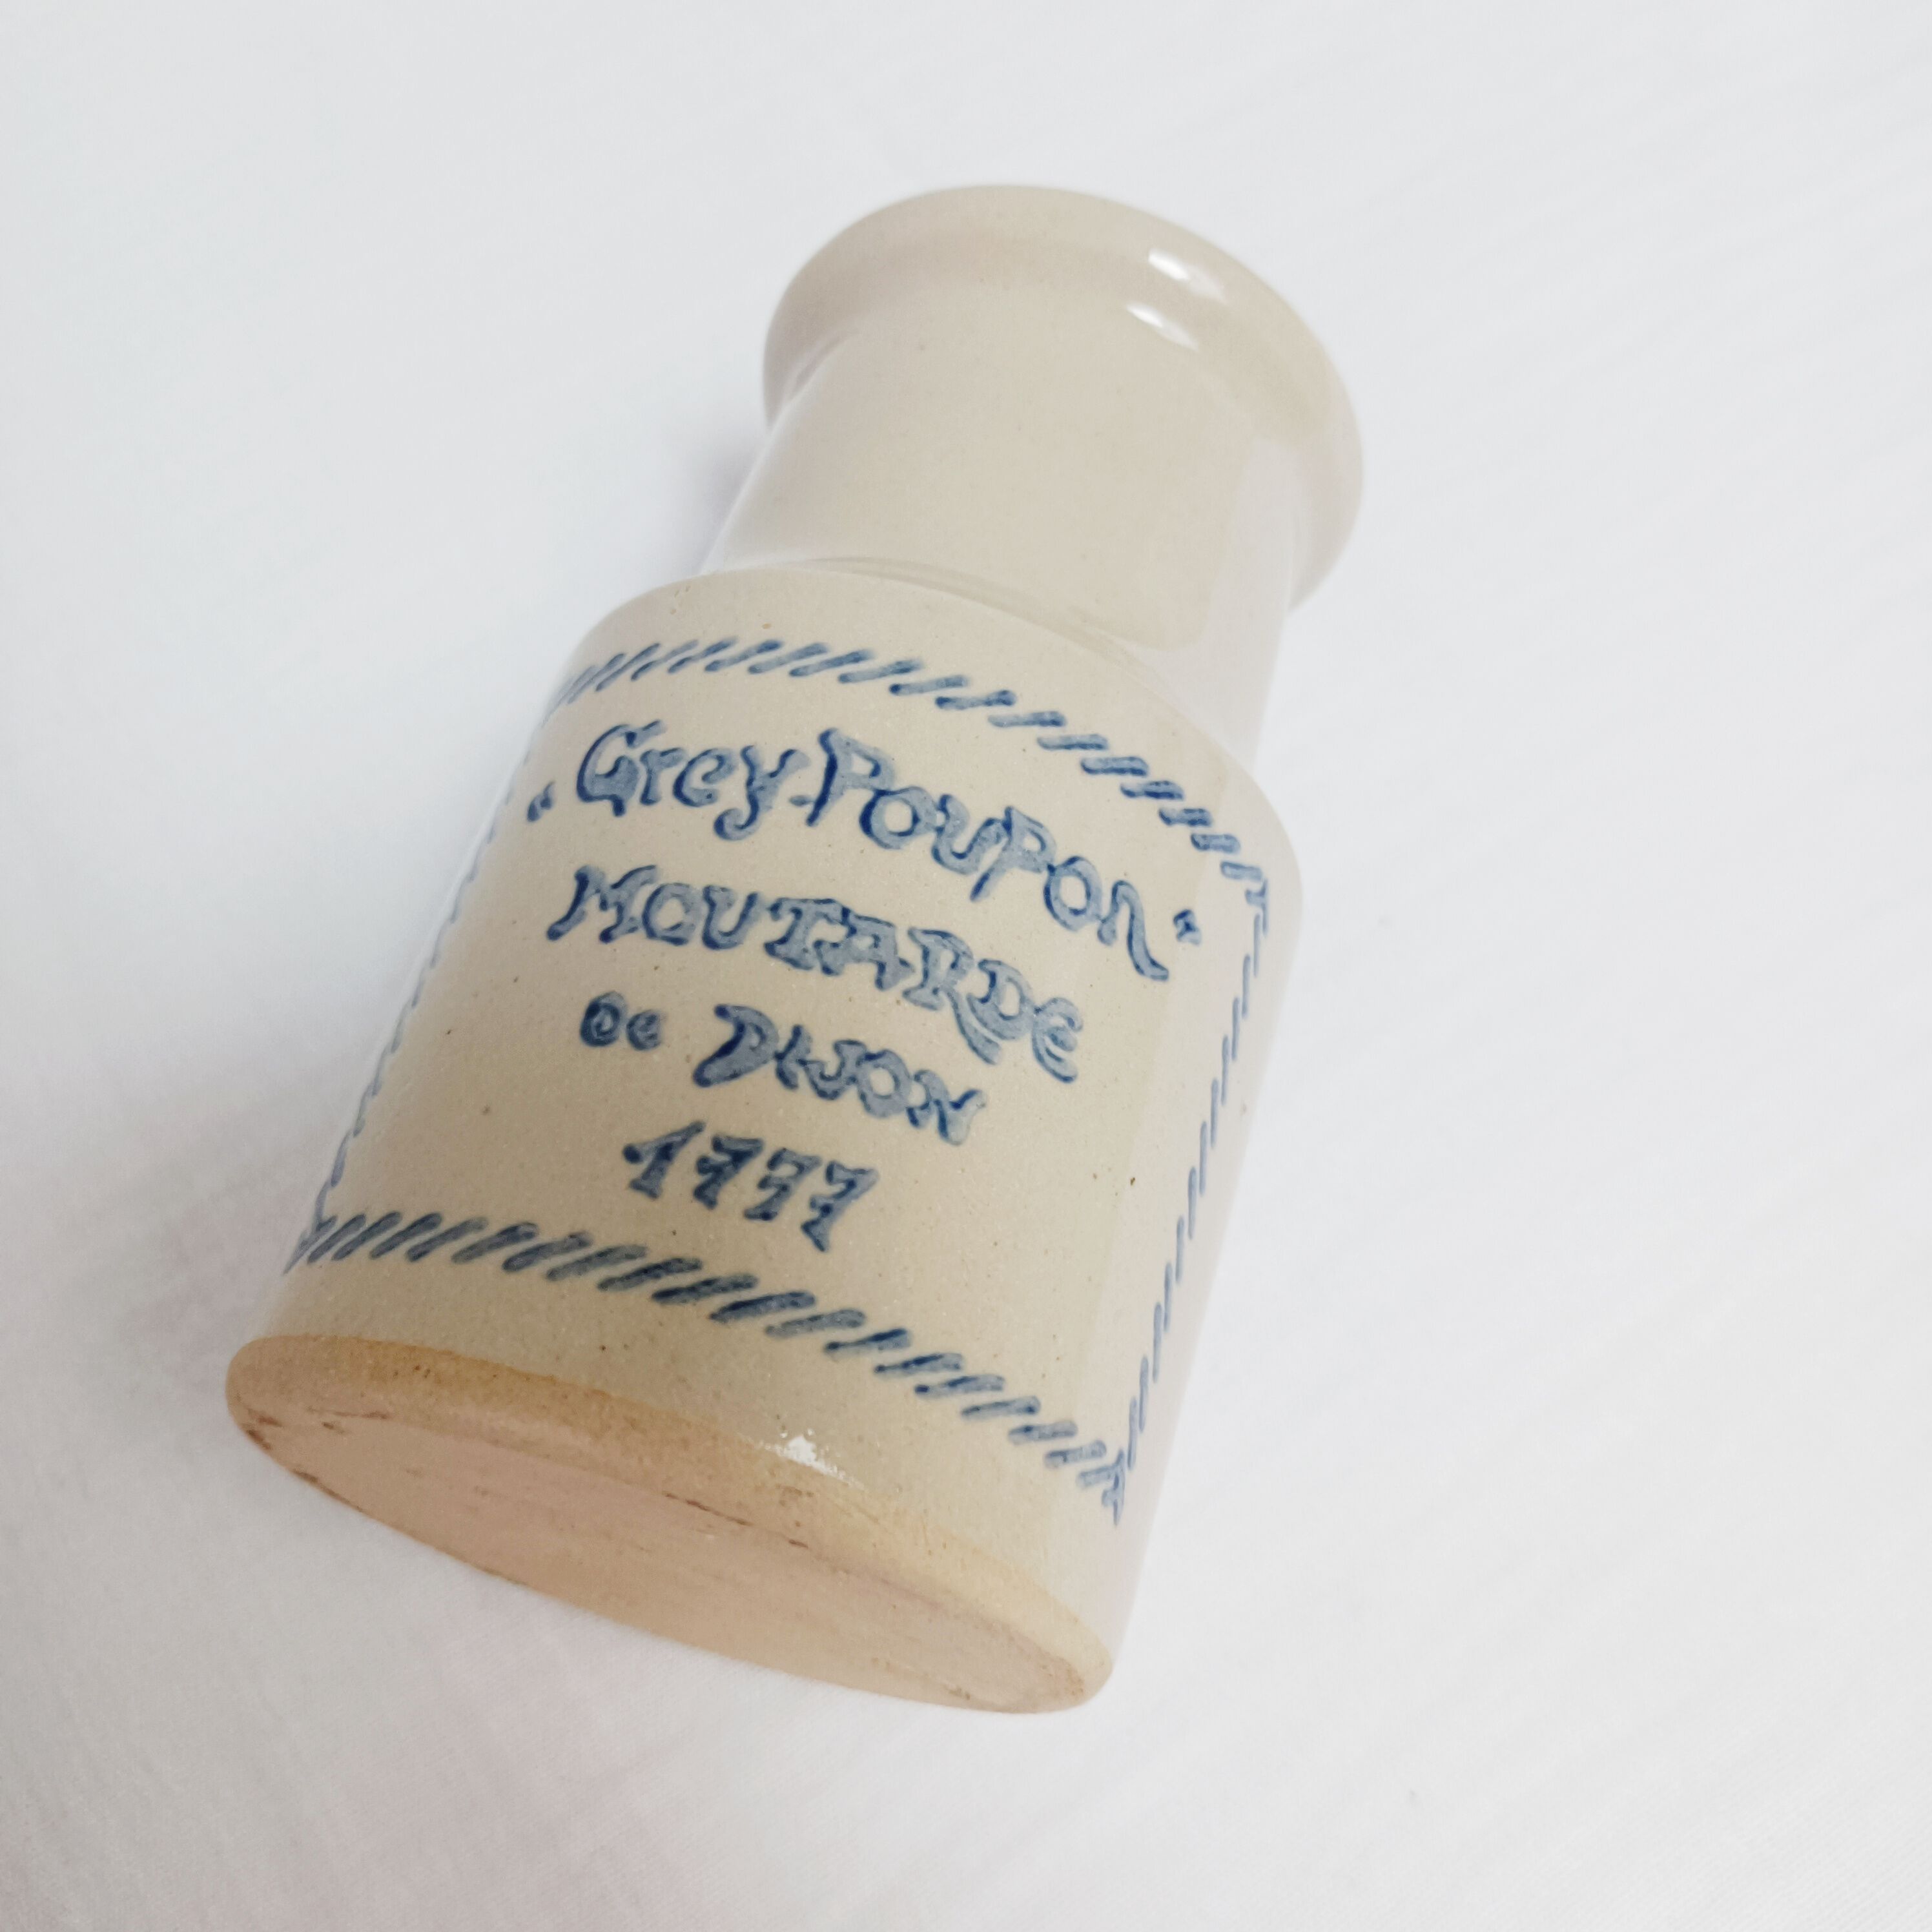 "Grey-Poupon"
MOUTARDE
De DIJON
1777